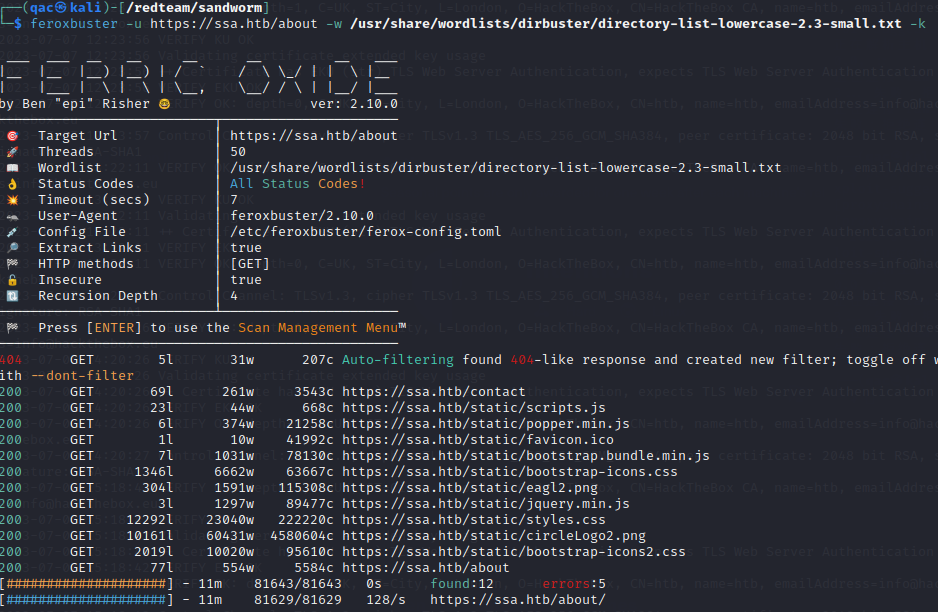 ┌──(qac㉿kali)-[/redteam/sandworm]
└─$ feroxbuster -u https://ssa.htb/about -w /usr/share/wordlists/dirbuster/directory-list-lowercase-2.3-small.txt -k
by Ben "epi" Risher 🤓 ver: 2.10.0
🎯 Target Url │ https://ssa.htb/about
🚀 Threads │ 50
📖 Wordlist │ /usr/share/wordlists/dirbuster/directory-list-lowercase-2.3-small.txt
👌 Status Codes │ All Status Codes!
💥 Timeout (secs) │ 7
🦡 User-Agent │ feroxbuster/2.10.0
💉 Config File │ /etc/feroxbuster/ferox-config.toml
🔎 Extract Links │ true
🏁 HTTP methods │ [GET]
🔓 Insecure │ true
🔃 Recursion Depth │ 4
🏁 Press [ENTER] to use the Scan Management Menu™
404 GET 5l 31w 207c Auto-filtering found 404-like response and created new filter; toggle off w
ith --dont-filter
200 GET 69l 261w 3543c https://ssa.htb/contact
200 GET 23l 44w 668c https://ssa.htb/static/scripts.js
200 GET 6l 374w 21258c https://ssa.htb/static/popper.min.js
200 GET 1l 10w 41992c https://ssa.htb/static/favicon.ico
200 GET 7l 1031w 78130c https://ssa.htb/static/bootstrap.bundle.min.js
200 GET 1346l 6662w 63667c https://ssa.htb/static/bootstrap-icons.css
200 GET 304l 1591w 115308c https://ssa.htb/static/eagl2.png
200 GET 3l 1297w 89477c https://ssa.htb/static/jquery.min.js
200 GET 12292l 23040w 222220c https://ssa.htb/static/styles.css
200 GET 10161l 60431w 4580604c https://ssa.htb/static/circleLogo2.png
200 GET 2019l 10020w 95610c https://ssa.htb/static/bootstrap-icons2.css
200 GET 77l 554w 5584c https://ssa.htb/about
[####################] - 11m 81643/81643 0s found:12 errors:5
[####################] - 11m 81629/81629 128/s https://ssa.htb/about/